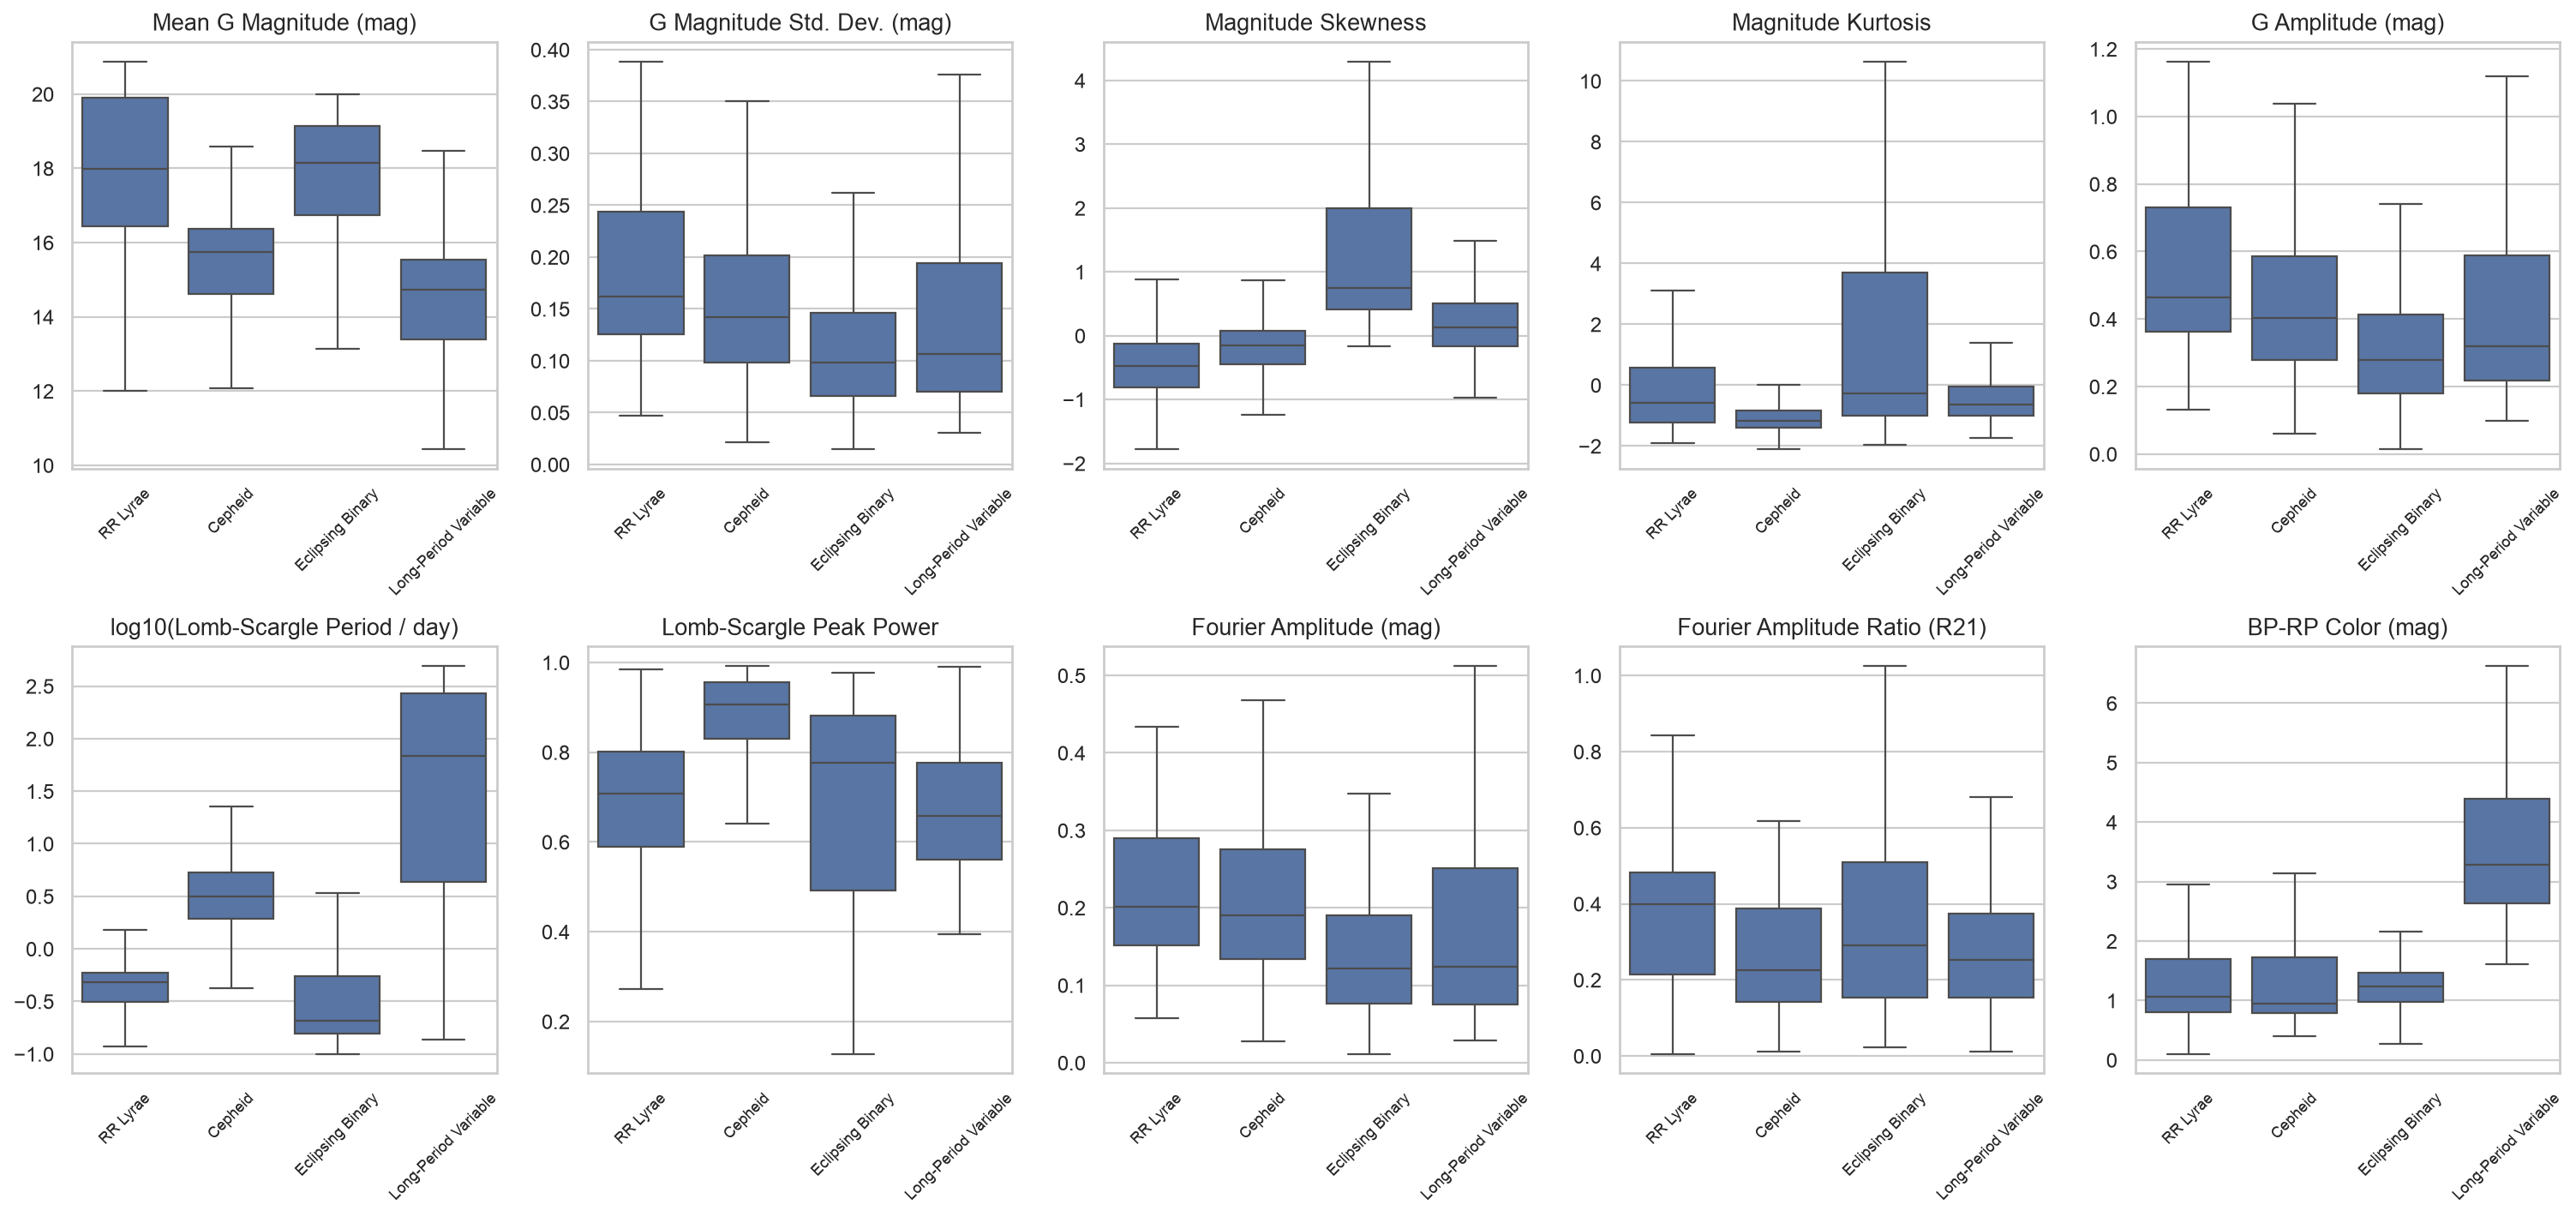 Mean G Magnitude (mag)
20
18
16
14
12
10
RR Lyrae
Cepheid
Eclipsing Binary
Long-Period Variable
G Magnitude Std. Dev. (mag)
0.40
0.35
0.30
0.25
0.20
0.15
0.10
0.05
0.00
RR Lyrae
Cepheid
Eclipsing Binary
Long-Period Variable
Magnitude Skewness
4
3
2
1
0
−1
−2
RR Lyrae
Cepheid
Eclipsing Binary
Long-Period Variable
Magnitude Kurtosis
10
8
6
4
2
0
−2
RR Lyrae
Cepheid
Eclipsing Binary
Long-Period Variable
G Amplitude (mag)
1.2
1.0
0.8
0.6
0.4
0.2
0.0
RR Lyrae
Cepheid
Eclipsing Binary
Long-Period Variable
log10(Lomb-Scargle Period / day)
2.5
2.0
1.5
1.0
0.5
0.0
−0.5
−1.0
RR Lyrae
Cepheid
Eclipsing Binary
Long-Period Variable
Lomb-Scargle Peak Power
1.0
0.8
0.6
0.4
0.2
RR Lyrae
Cepheid
Eclipsing Binary
Long-Period Variable
Fourier Amplitude (mag)
0.5
0.4
0.3
0.2
0.1
0.0
RR Lyrae
Cepheid
Eclipsing Binary
Long-Period Variable
Fourier Amplitude Ratio (R21)
1.0
0.8
0.6
0.4
0.2
0.0
RR Lyrae
Cepheid
Eclipsing Binary
Long-Period Variable
BP-RP Color (mag)
6
5
4
3
2
1
0
RR Lyrae
Cepheid
Eclipsing Binary
Long-Period Variable